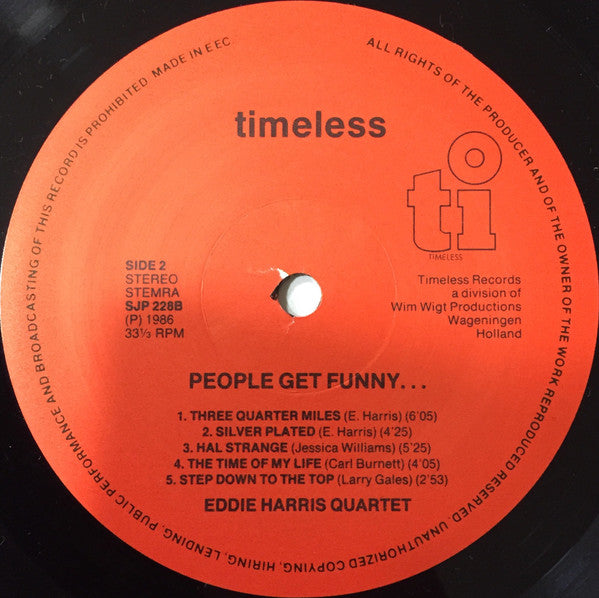 PUBLIC PERFORMANCE AND BROADCASTING OF THIS RECORD IS PROHIBITED. MADE IN EEC
ALL RIGHTS OF THE PRODUCER AND OF THE OWNER OF THE WORK REPRODUCED RESERVED. UNAUTHORIZED COPYING, HIRING, LENDING,
timeless
ti
TIMELESS
SIDE 2
STEREO
STEMRA
SJP 228B
(P) 1986
33⅓ RPM
Timeless Records
a division of
Wim Wigt Productions
Wageningen
Holland
PEOPLE GET FUNNY...
1. THREE QUARTER MILES (E. Harris) (6'05)
2. SILVER PLATED (E. Harris) (4'25)
3. HAL STRANGE (Jessica Williams) (5'25)
4. THE TIME OF MY LIFE (Carl Burnett) (4'05)
5. STEP DOWN TO THE TOP (Larry Gales) (2'53)
EDDIE HARRIS QUARTET